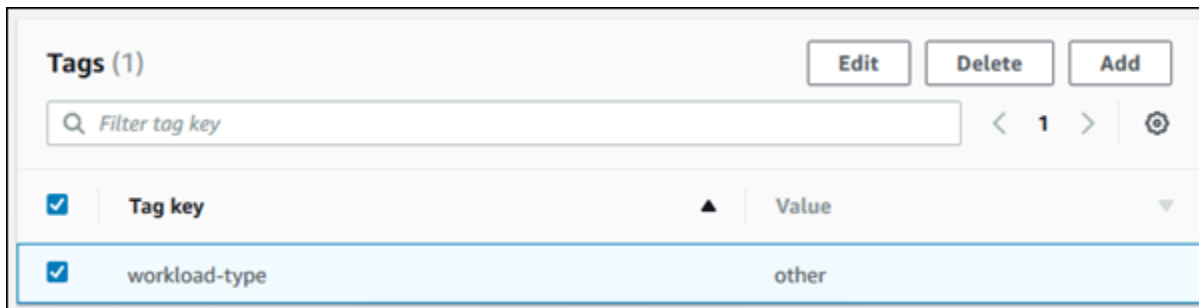 Tags (1) Edit Delete Add
Filter tag key 1
Tag key Value
workload-type other